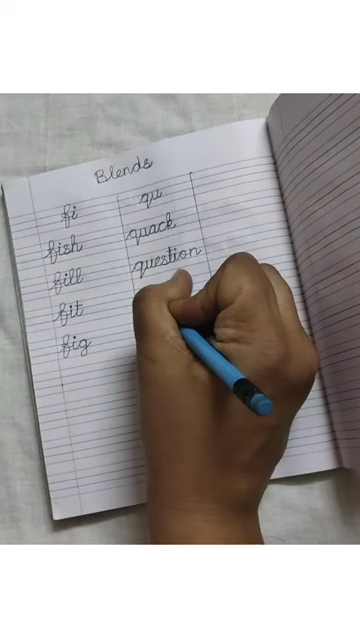 Blends
fi qu
fish quack
fill question
fit
fig